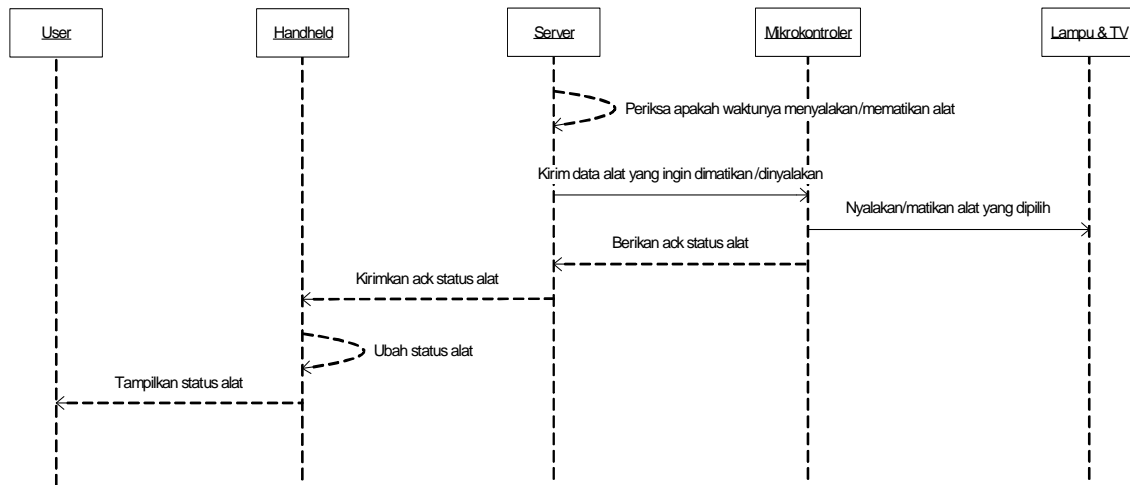 User
Handheld
Server
Mikrokontroler
Lampu & TV
Periksa apakah waktunya menyalakan/mematikan alat
Kirim data alat yang ingin dimatikan/dinyalakan
Nyalakan/matikan alat yang dipilih
Berikan ack status alat
Kirimkan ack status alat
Ubah status alat
Tampilkan status alat